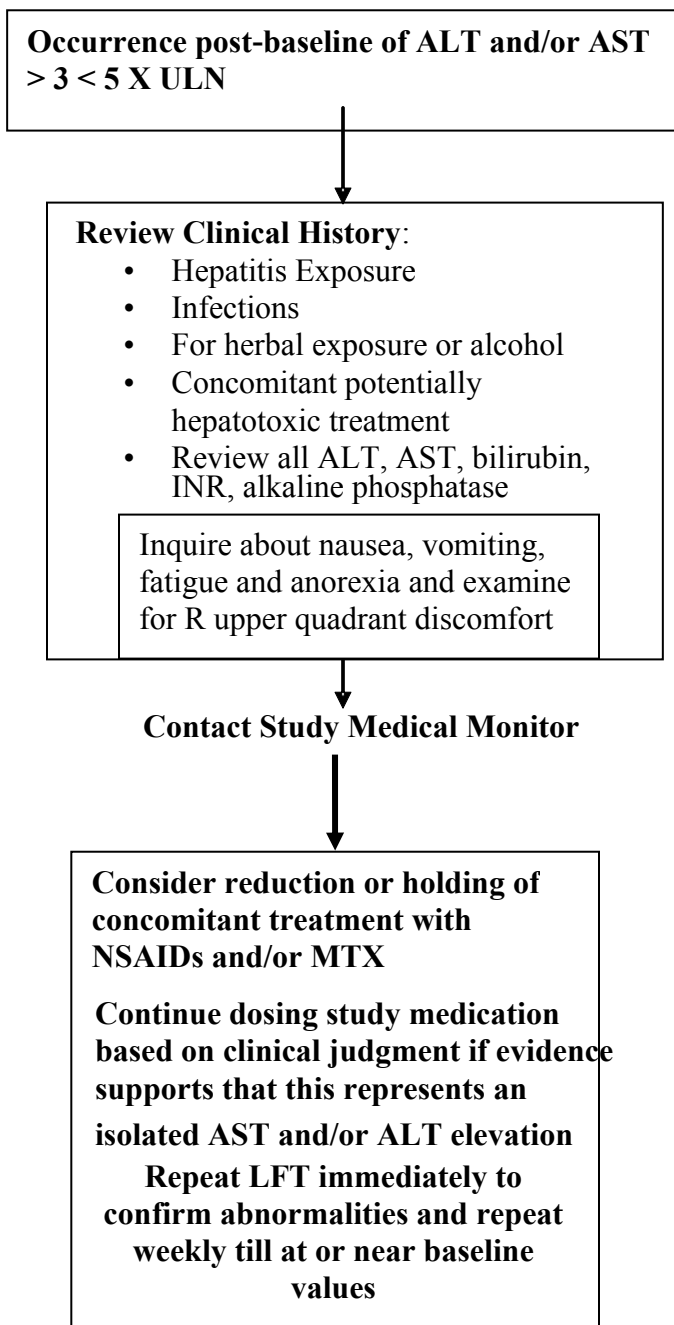 Occurrence post-baseline of ALT and/or AST
> 3 < 5 X ULN
Review Clinical History:
• Hepatitis Exposure
• Infections
• For herbal exposure or alcohol
• Concomitant potentially
hepatotoxic treatment
• Review all ALT, AST, bilirubin,
INR, alkaline phosphatase
Inquire about nausea, vomiting,
fatigue and anorexia and examine
for R upper quadrant discomfort
Contact Study Medical Monitor
Consider reduction or holding of
concomitant treatment with
NSAIDs and/or MTX
Continue dosing study medication
based on clinical judgment if evidence
supports that this represents an
isolated AST and/or ALT elevation
Repeat LFT immediately to
confirm abnormalities and repeat
weekly till at or near baseline
values